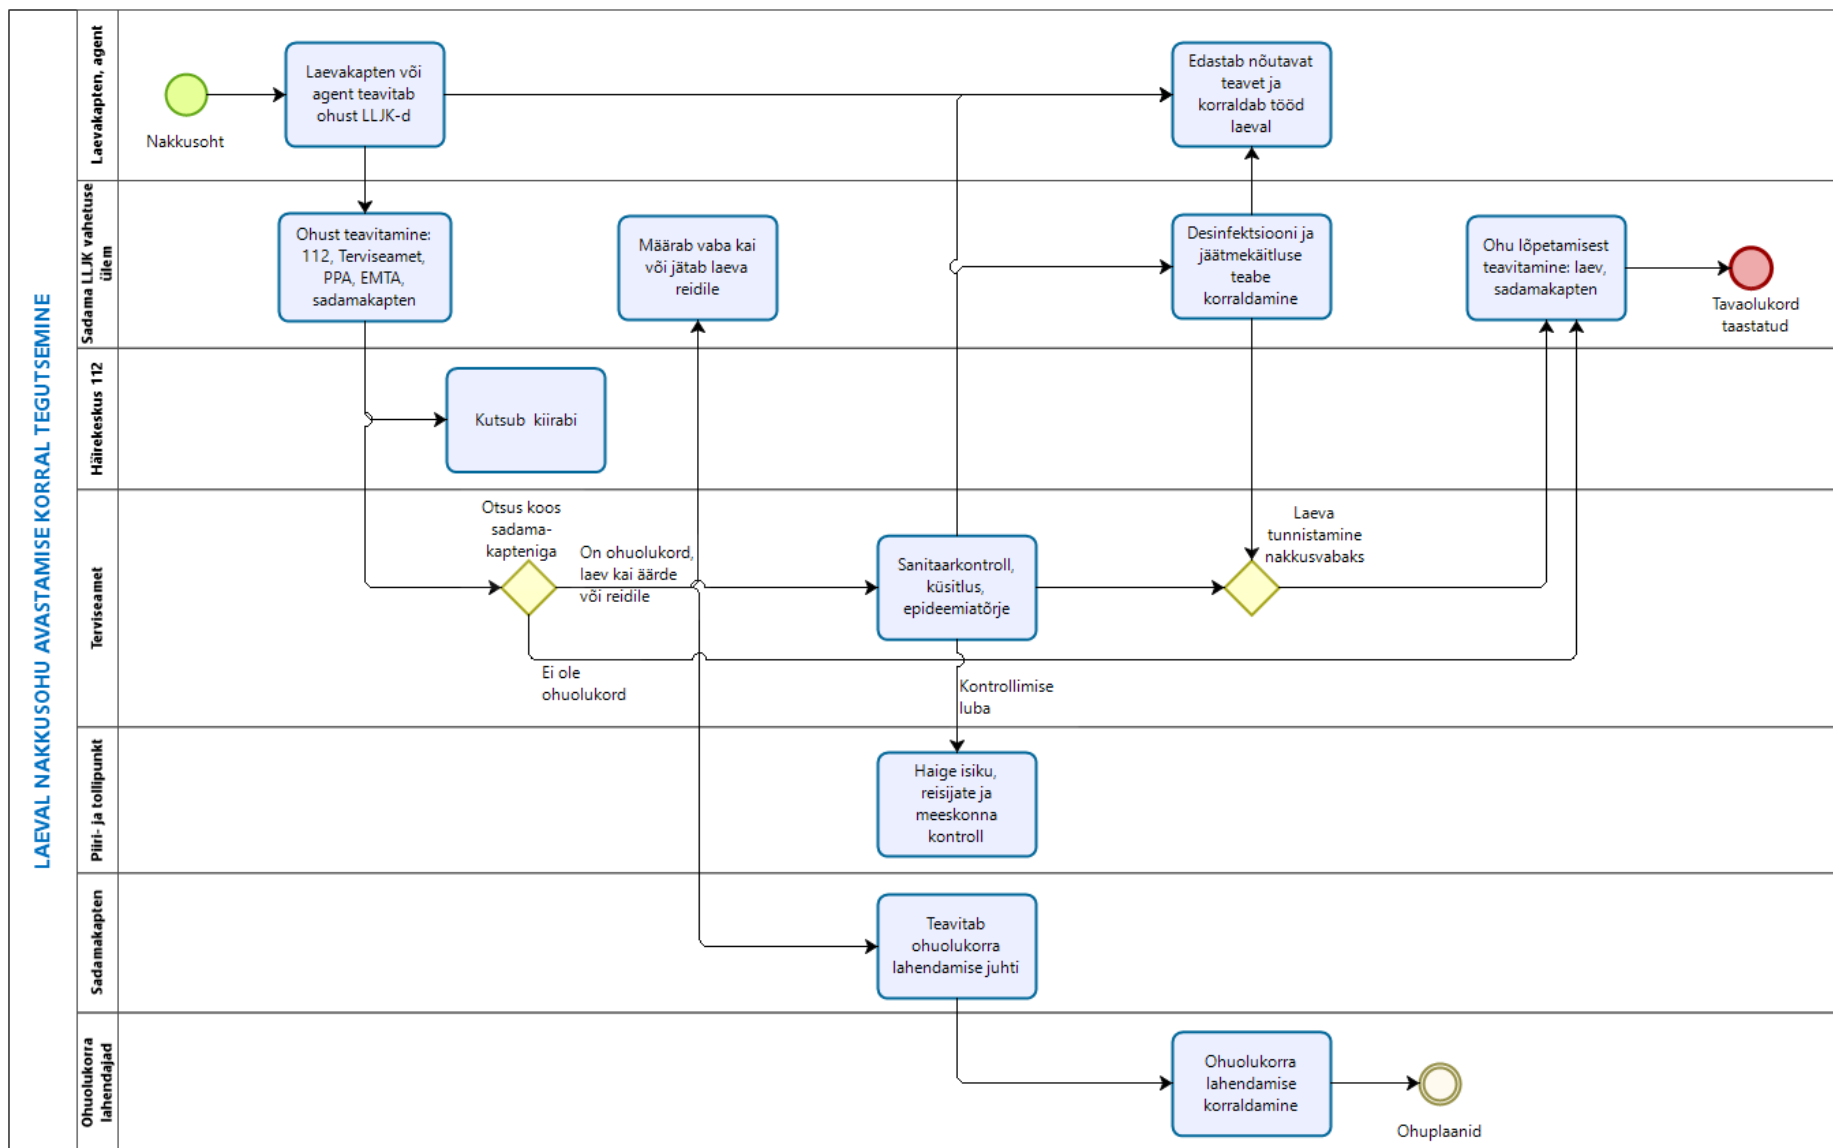 LAEVAL NAKKUSOHU AVASTAMISE KORRAL TEGUTSEMINE
Laevakapten, agent
Nakkusoht
Laevakapten või
agent teavitab
ohust LLJK-d
Edastab nõutavat
teavet ja
korraldab tööd
laeval
Sadama LLJK vahetuse
ülem
Ohust teavitamine:
112, Terviseamet,
PPA, EMTA,
sadamakapten
Määrab vaba kai
või jätab laeva
reidile
Desinfektsiooni ja
jäätmekäitluse
teabe
korraldamine
Ohu lõpetamisest
teavitamine: laev,
sadamakapten
Tavaolukord
taastatud
Häirekeskus 112
Kutsub kiirabi
Terviseamet
Otsus koos
sadama-
kapteniga
On ohuolukord,
laev kai äärde
või reidile
Ei ole
ohuolukord
Sanitaarkontroll,
küsitlus,
epideemiatõrje
Kontrollimise
luba
Laeva
tunnistamine
nakkusvabaks
Piiri- ja tollipunkt
Haige isiku,
reisijate ja
meeskonna
kontroll
Sadamakapten
Teavitab
ohuolukorra
lahendamise juhti
Ohuolukorra
lahendajad
Ohuolukorra
lahendamise
korraldamine
Ohuplaanid